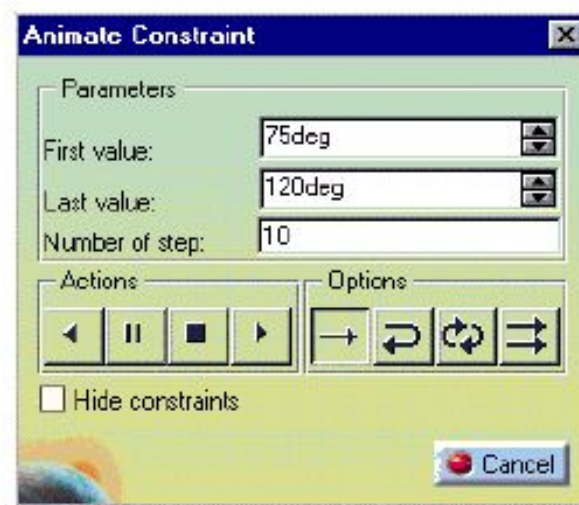 Animate Constraint
Parameters
First value: 75deg
Last value: 120deg
Number of step: 10
Actions Options
Hide constraints
Cancel